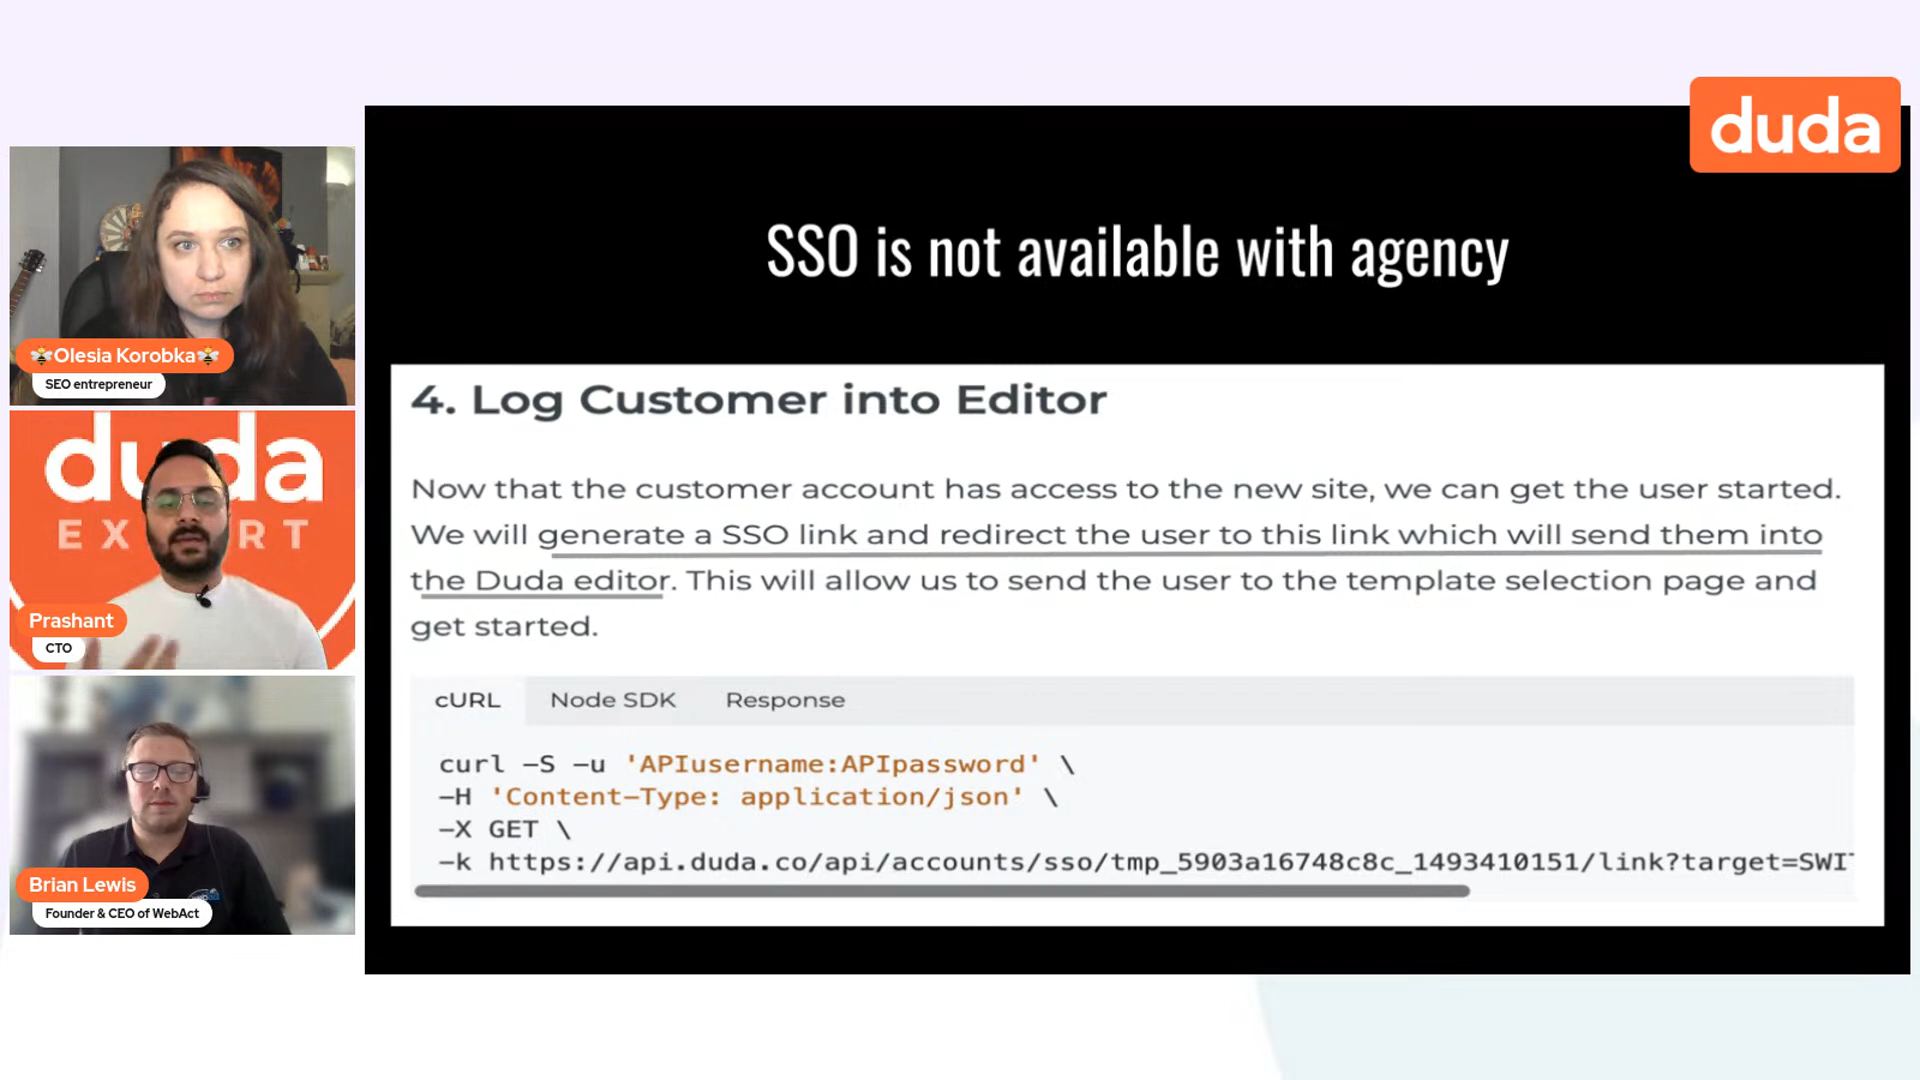 duda
SSO is not available with agency
🐝Olesia Korobka🐝
SEO entrepreneur
duda
EXPERT
Prashant
CTO
Brian Lewis
Founder & CEO of WebAct
4. Log Customer into Editor
Now that the customer account has access to the new site, we can get the user started.
We will generate a SSO link and redirect the user to this link which will send them into
the Duda editor. This will allow us to send the user to the template selection page and
get started.
cURL Node SDK Response
curl –S –u 'APIusername:APIpassword' \
–H 'Content–Type: application/json' \
–X GET \
–k https://api.duda.co/api/accounts/sso/tmp_5903a16748c8c_1493410151/link?target=SWI